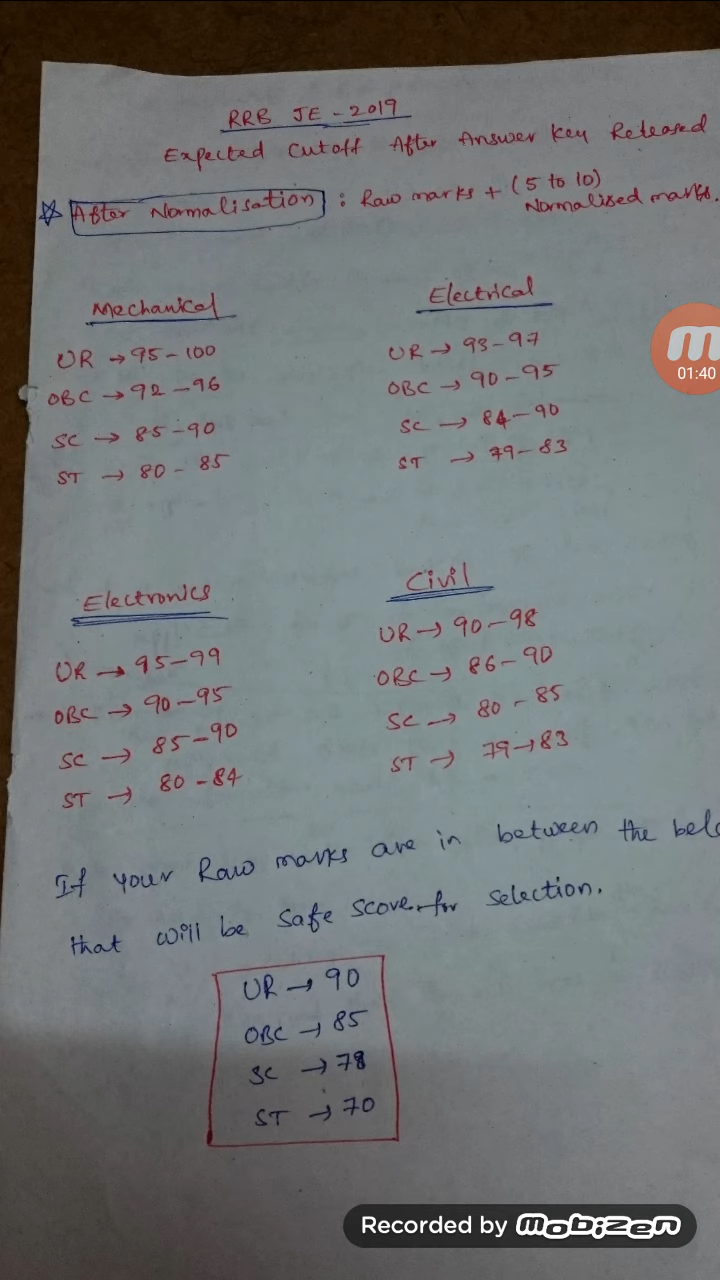 RRB JE - 2019
Expected cutoff After Answer key Released
After Normalisation : Raw marks + (5 to 10)
Normalised marks.
Mechanical
UR → 95-100
OBC → 92-96
SC → 85-90
ST → 80-85
Electrical
UR → 93-97
OBC → 90-95
SC → 84-90
ST → 79-83
01:40
Electronics
UR → 95-99
OBC → 90-95
SC → 85-90
ST → 80-84
Civil
UR → 90-98
OBC → 86-90
SC → 80-85
ST → 79→83
If your Raw marks are in between the belo
that will be safe score for selection.
UR → 90
OBC → 85
SC → 78
ST → 70
Recorded by mobizen